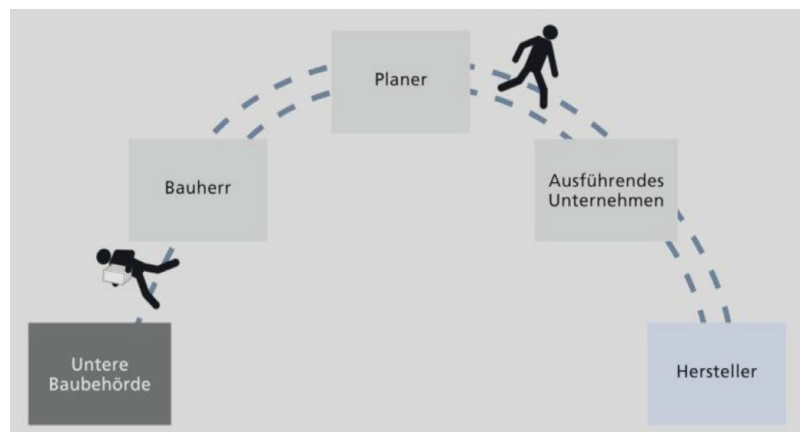 Planer
Bauherr
Ausführendes
Unternehmen
Untere
Baubehörde
Hersteller